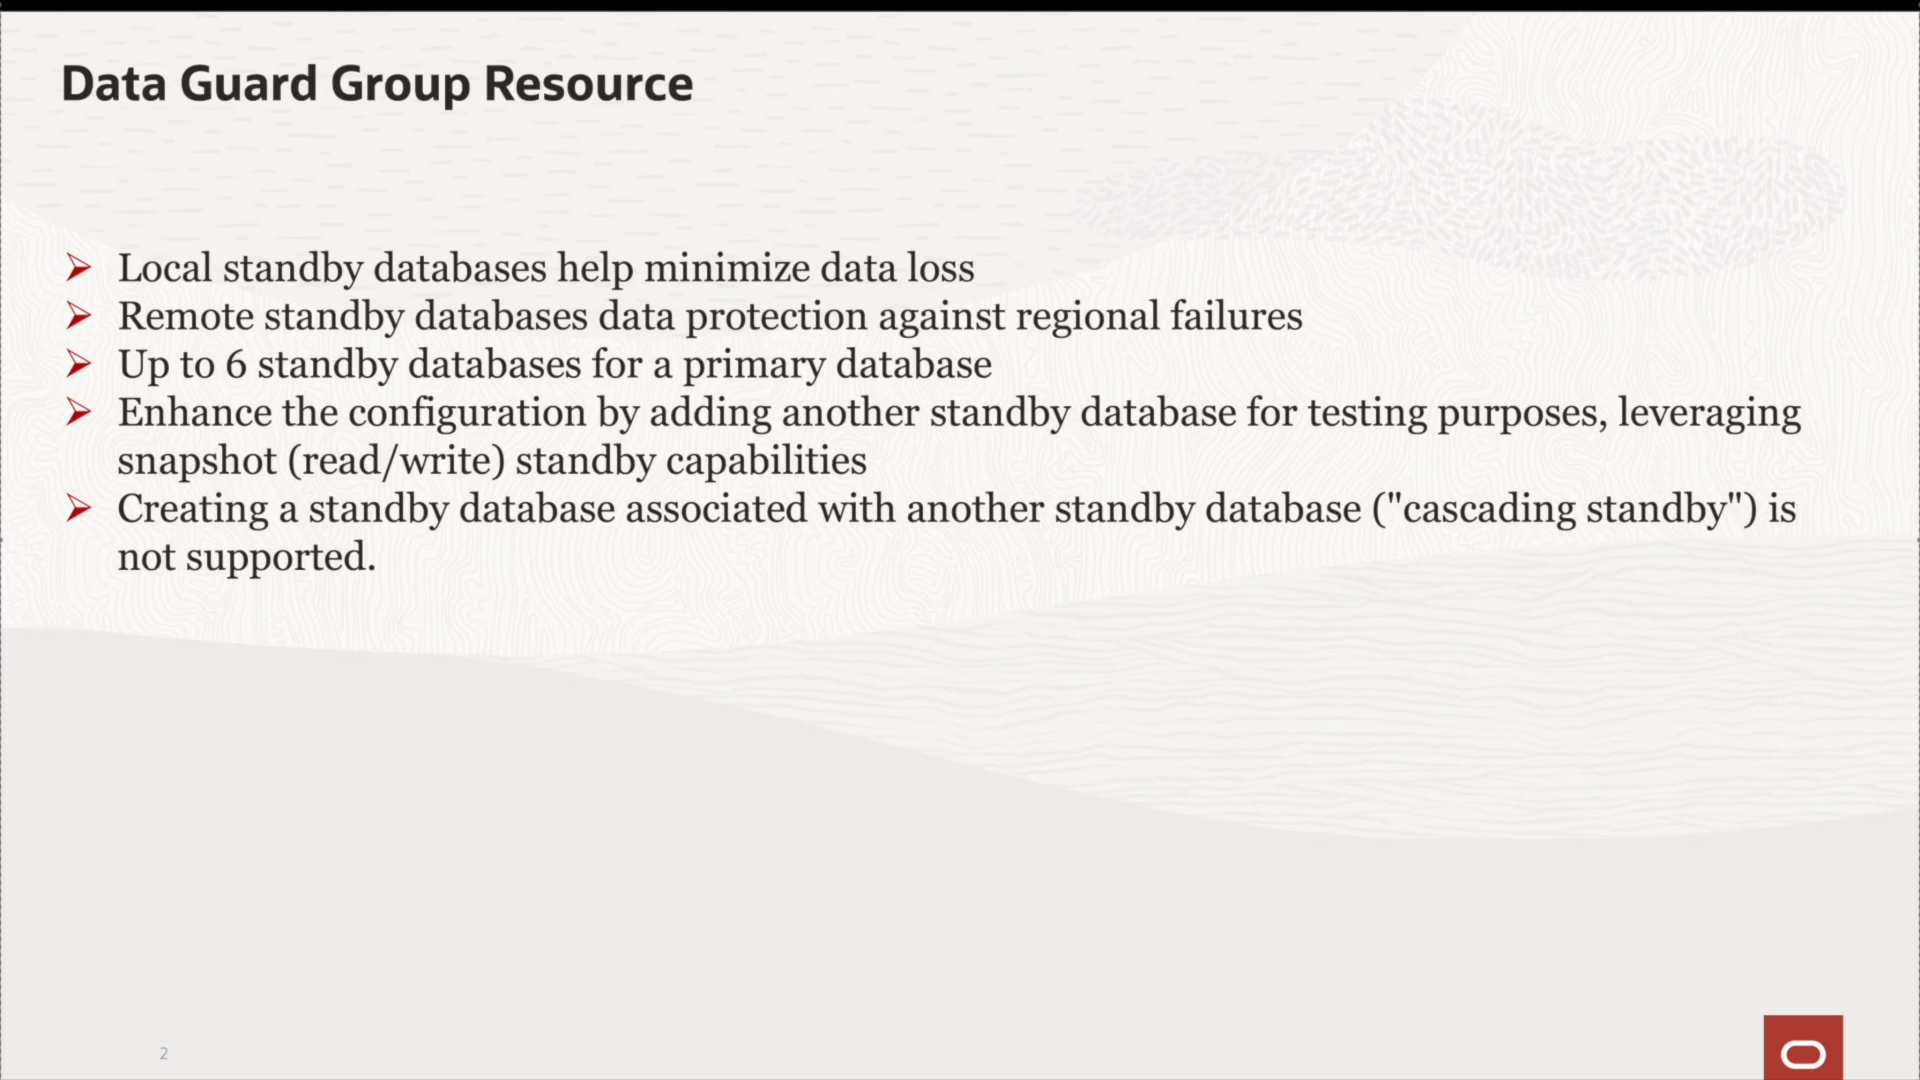 Data Guard Group Resource
Local standby databases help minimize data loss
Remote standby databases data protection against regional failures
Up to 6 standby databases for a primary database
Enhance the configuration by adding another standby database for testing purposes, leveraging
snapshot (read/write) standby capabilities
Creating a standby database associated with another standby database ("cascading standby") is
not supported.
2